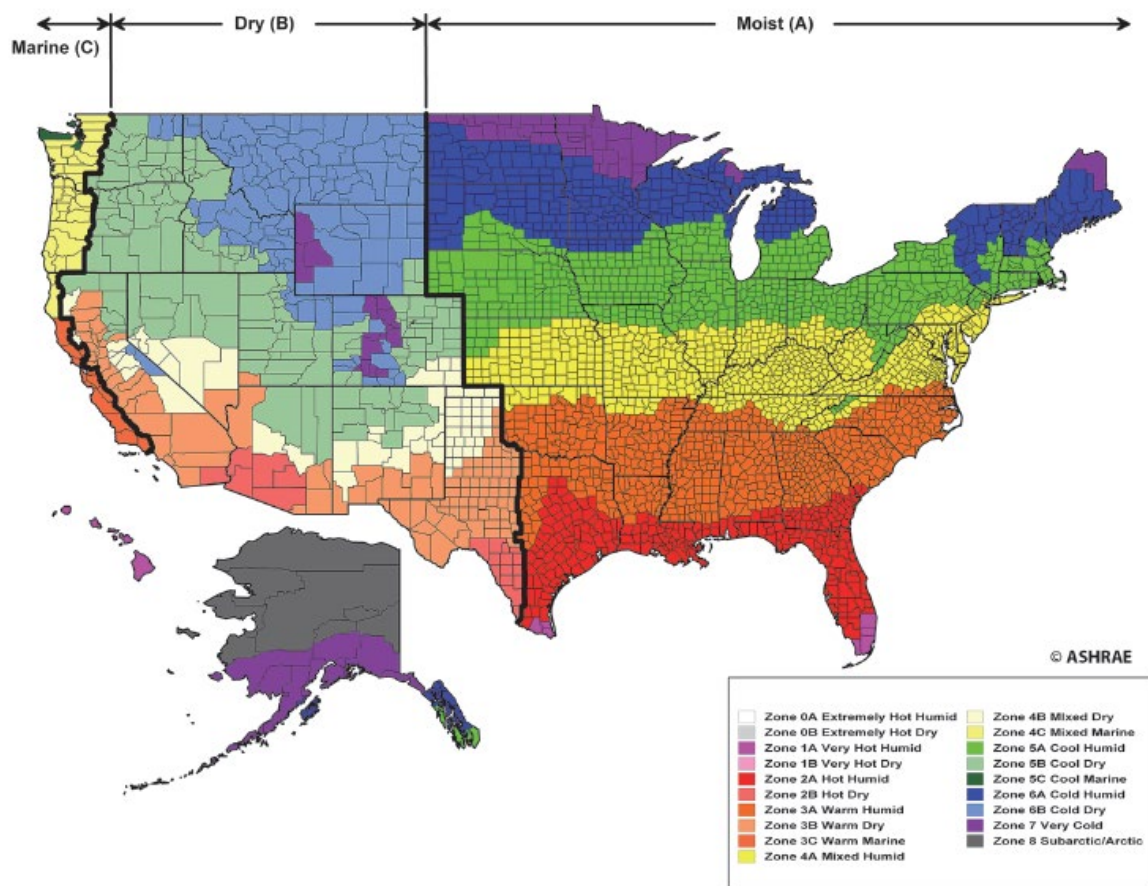 Marine (C)
Dry (B)
Moist (A)
© ASHRAE
Zone 0A Extremely Hot Humid
Zone 0B Extremely Hot Dry
Zone 1A Very Hot Humid
Zone 1B Very Hot Dry
Zone 2A Hot Humid
Zone 2B Hot Dry
Zone 3A Warm Humid
Zone 3B Warm Dry
Zone 3C Warm Marine
Zone 4A Mixed Humid
Zone 4B Mixed Dry
Zone 4C Mixed Marine
Zone 5A Cool Humid
Zone 5B Cool Dry
Zone 5C Cool Marine
Zone 6A Cold Humid
Zone 6B Cold Dry
Zone 7 Very Cold
Zone 8 Subarctic/Arctic